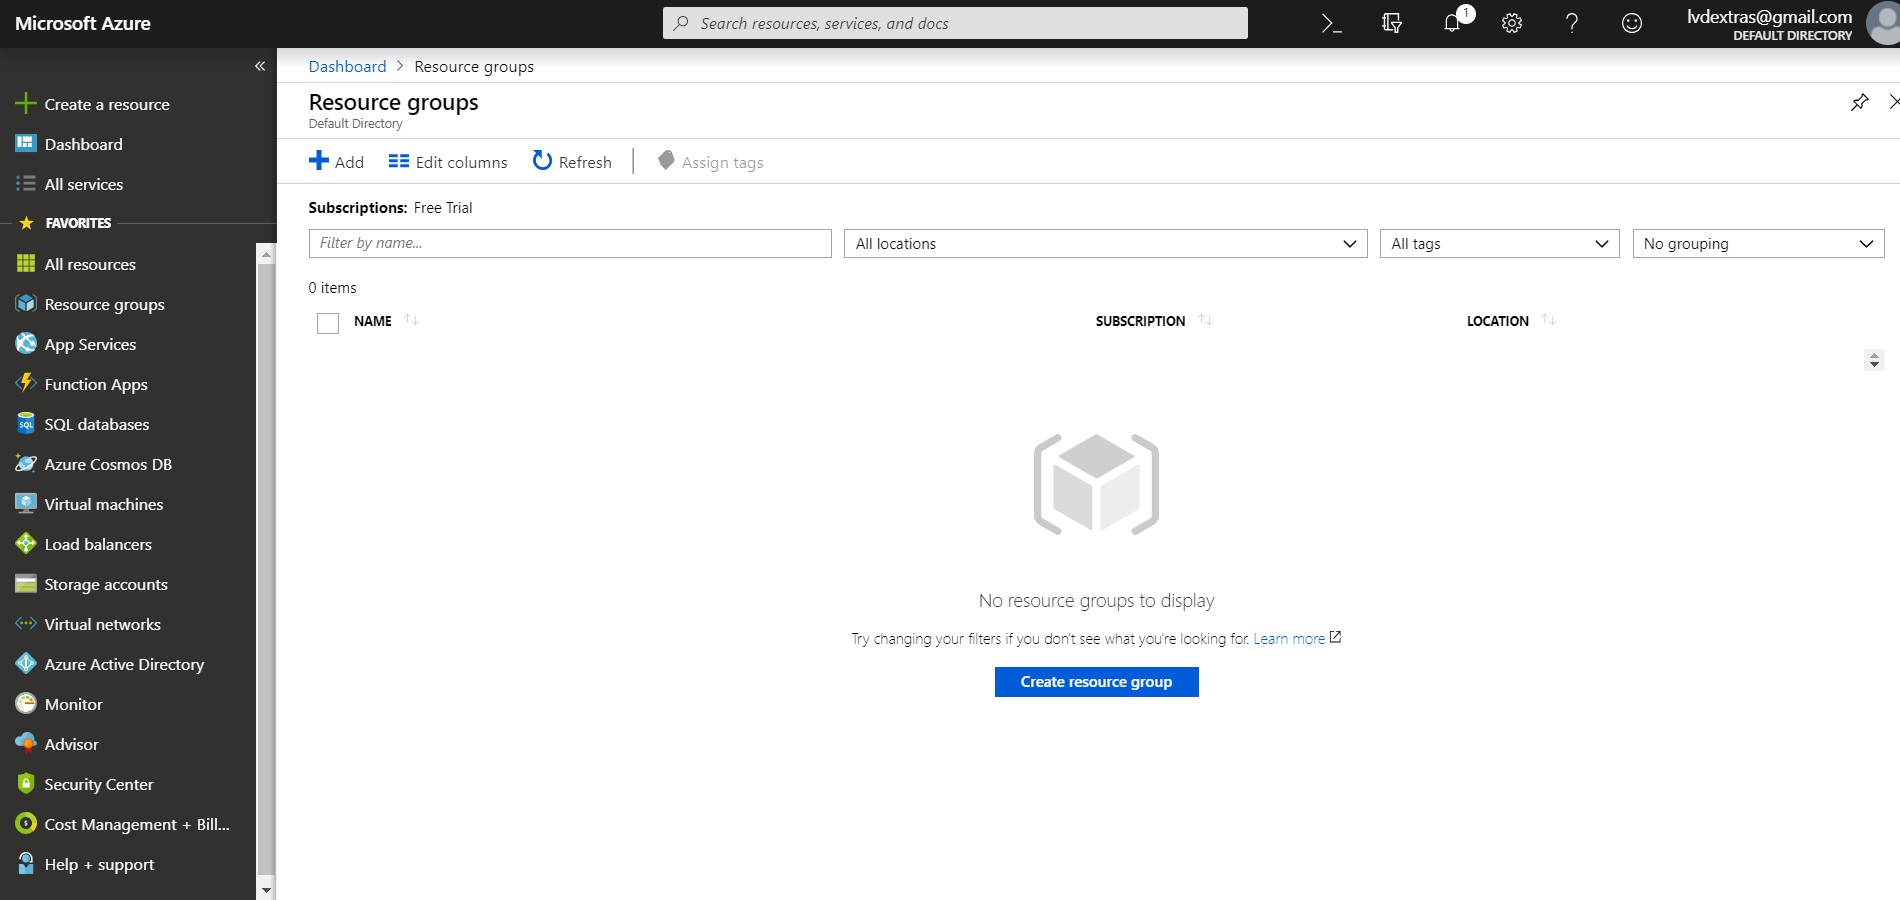 Microsoft Azure
Search resources, services, and docs
1
lvdextras@gmail.com
DEFAULT DIRECTORY
Create a resource
Dashboard
All services
FAVORITES
All resources
Resource groups
App Services
Function Apps
SQL
SQL databases
Azure Cosmos DB
Virtual machines
Load balancers
Storage accounts
Virtual networks
Azure Active Directory
Monitor
Advisor
Security Center
Cost Management + Bill...
Help + support
Dashboard > Resource groups
Resource groups
Default Directory
Add
Edit columns
Refresh
Assign tags
Subscriptions: Free Trial
Filter by name...
All locations
All tags
No grouping
0 items
NAME
SUBSCRIPTION
LOCATION
No resource groups to display
Try changing your filters if you don't see what you're looking for. Learn more
Create resource group